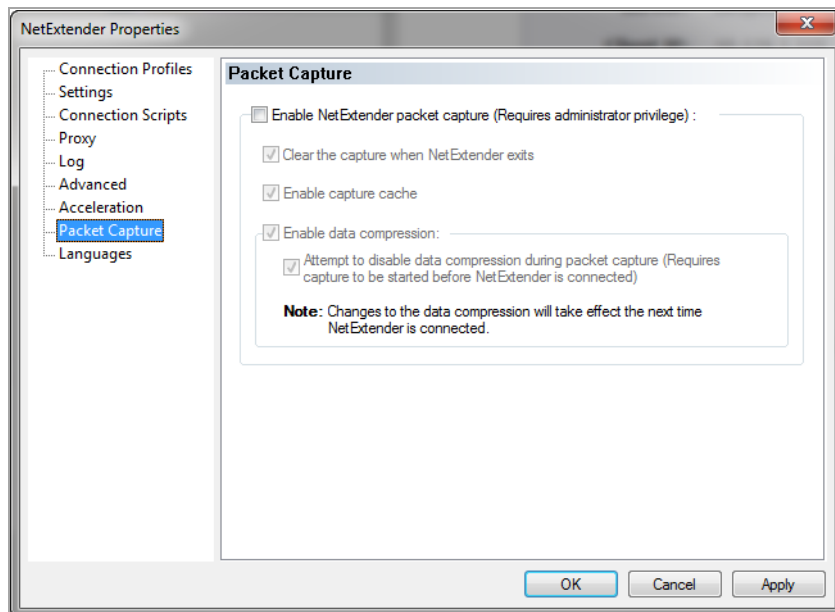 NetExtender Properties
Connection Profiles
Settings
Connection Scripts
Proxy
Log
Advanced
Acceleration
Packet Capture
Languages
Packet Capture
Enable NetExtender packet capture (Requires administrator privilege) :
Clear the capture when NetExtender exits
Enable capture cache
Enable data compression:
Attempt to disable data compression during packet capture (Requires
capture to be started before NetExtender is connected)
Note: Changes to the data compression will take effect the next time
NetExtender is connected.
OK Cancel Apply